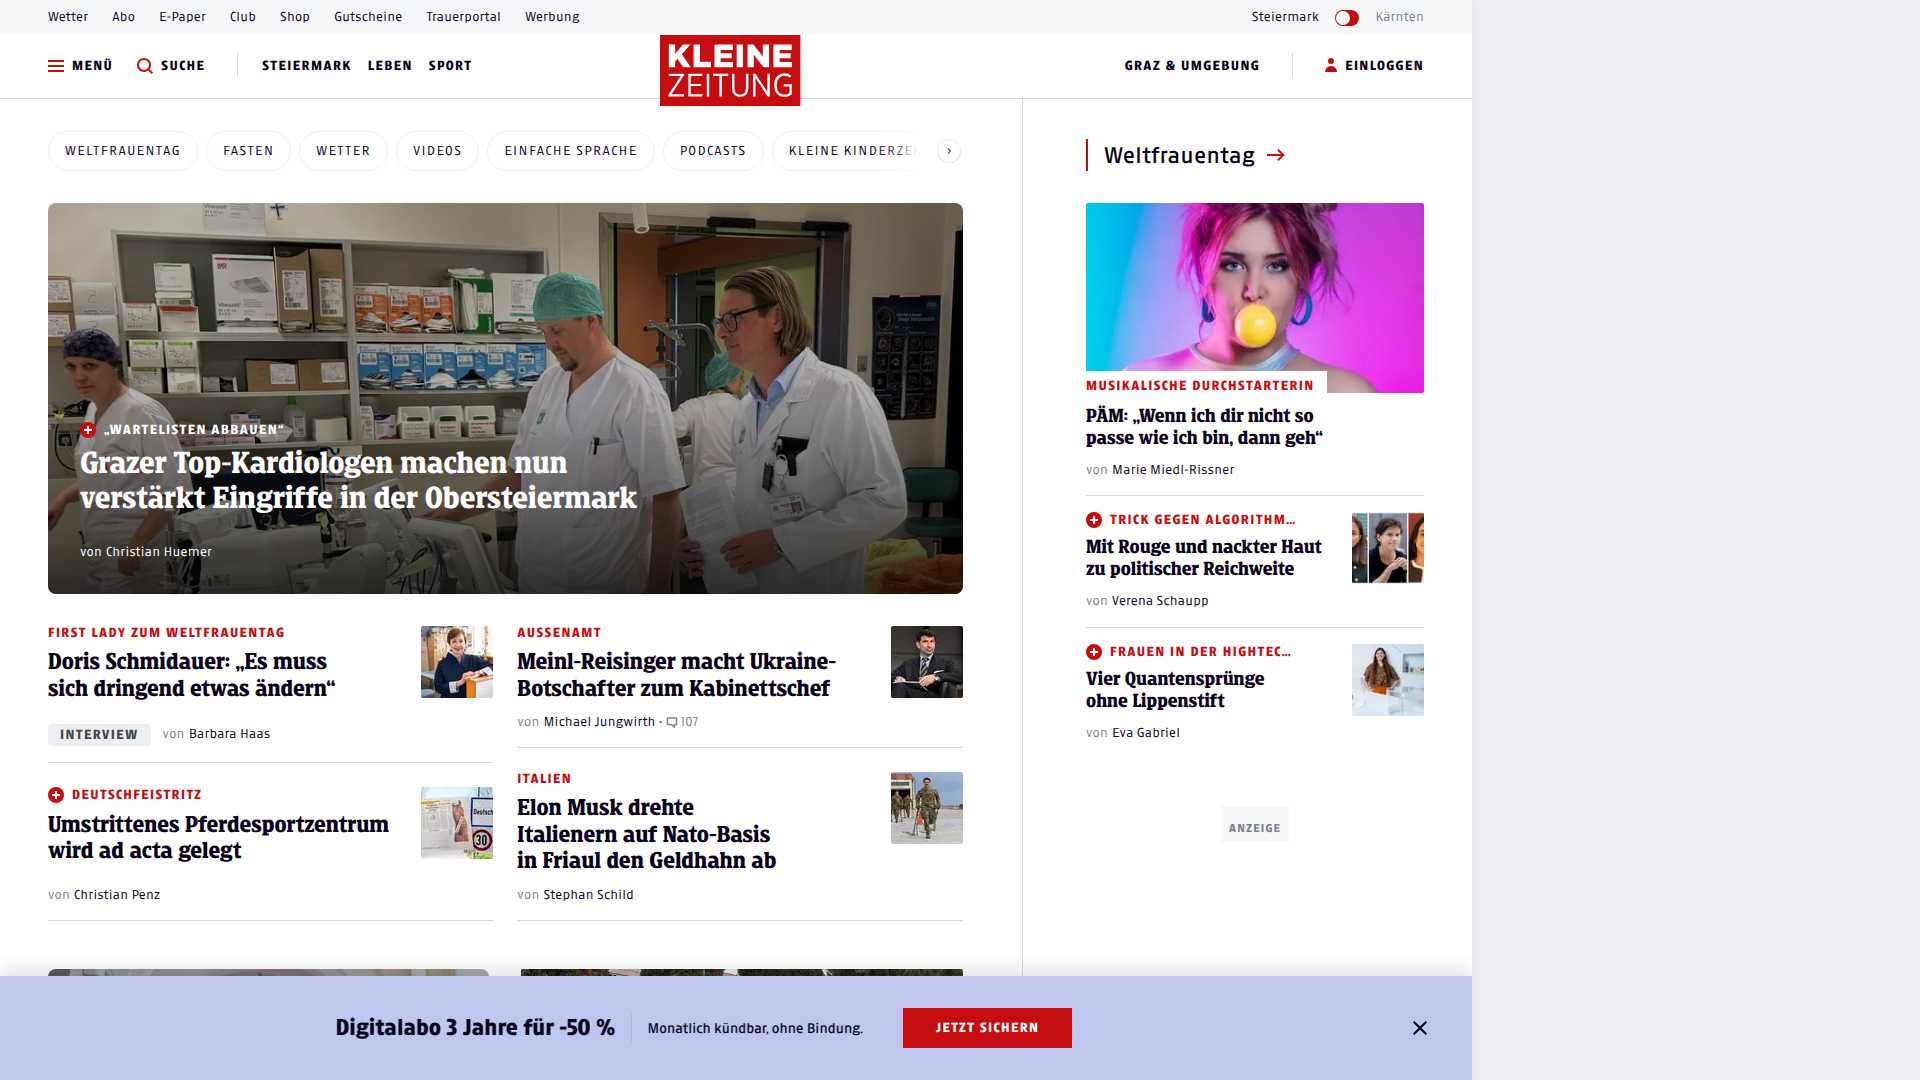 Wetter Abo E-Paper Club Shop Gutscheine Trauerportal Werbung Steiermark Kärnten
MENÜ SUCHE STEIERMARK LEBEN SPORT KLEINE ZEITUNG GRAZ & UMGEBUNG EINLOGGEN
WELTFRAUENTAG FASTEN WETTER VIDEOS EINFACHE SPRACHE PODCASTS KLEINE KINDERZE
„WARTELISTEN ABBAUEN“
Grazer Top-Kardiologen machen nun
verstärkt Eingriffe in der Obersteiermark
von Christian Huemer
FIRST LADY ZUM WELTFRAUENTAG
Doris Schmidauer: „Es muss
sich dringend etwas ändern“
INTERVIEW von Barbara Haas
DEUTSCHFEISTRITZ
Umstrittenes Pferdesportzentrum
wird ad acta gelegt
30
von Christian Penz
AUSSENAMT
Meinl-Reisinger macht Ukraine-
Botschafter zum Kabinettschef
von Michael Jungwirth • 107
ITALIEN
Elon Musk drehte
Italienern auf Nato-Basis
in Friaul den Geldhahn ab
von Stephan Schild
Weltfrauentag
MUSIKALISCHE DURCHSTARTERIN
PÄM: „Wenn ich dir nicht so
passe wie ich bin, dann geh“
von Marie Miedl-Rissner
TRICK GEGEN ALGORITHM…
Mit Rouge und nackter Haut
zu politischer Reichweite
von Verena Schaupp
FRAUEN IN DER HIGHTEC…
Vier Quantensprünge
ohne Lippenstift
von Eva Gabriel
ANZEIGE
Digitalabo 3 Jahre für -50 % Monatlich kündbar, ohne Bindung. JETZT SICHERN